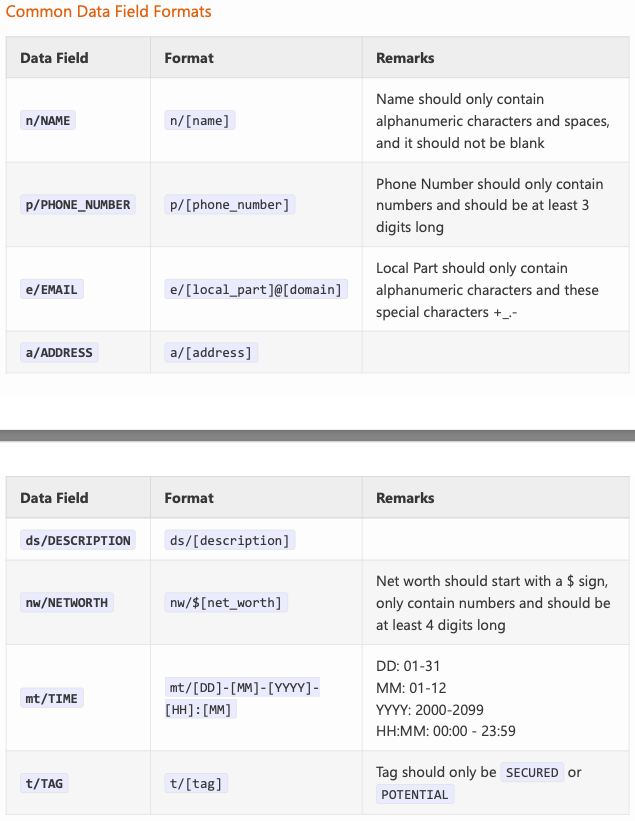 Common Data Field Formats
Data Field Format Remarks
n/NAME n/[name] Name should only contain
alphanumeric characters and spaces,
and it should not be blank
p/PHONE_NUMBER p/[phone_number] Phone Number should only contain
numbers and should be at least 3
digits long
e/EMAIL e/[local_part]@[domain] Local Part should only contain
alphanumeric characters and these
special characters +_.-
a/ADDRESS a/[address]
Data Field Format Remarks
ds/DESCRIPTION ds/[description]
nw/NETWORTH nw/$[net_worth] Net worth should start with a $ sign,
only contain numbers and should be
at least 4 digits long
mt/TIME mt/[DD]-[MM]-[YYYY]-
[HH]:[MM]
DD: 01-31
MM: 01-12
YYYY: 2000-2099
HH:MM: 00:00 - 23:59
t/TAG t/[tag] Tag should only be SECURED or
POTENTIAL